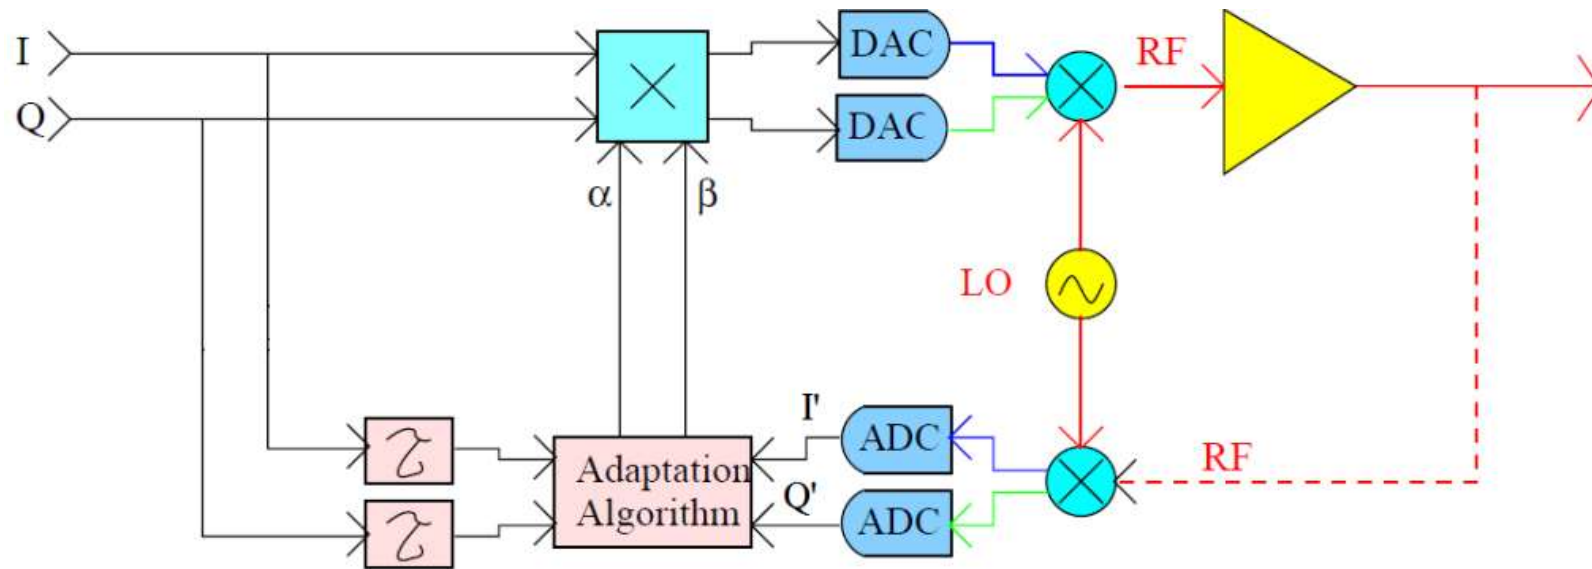 I
Q
DAC
DAC
RF
α
β
LO
τ
τ
Adaptation
Algorithm
I'
Q'
ADC
ADC
RF